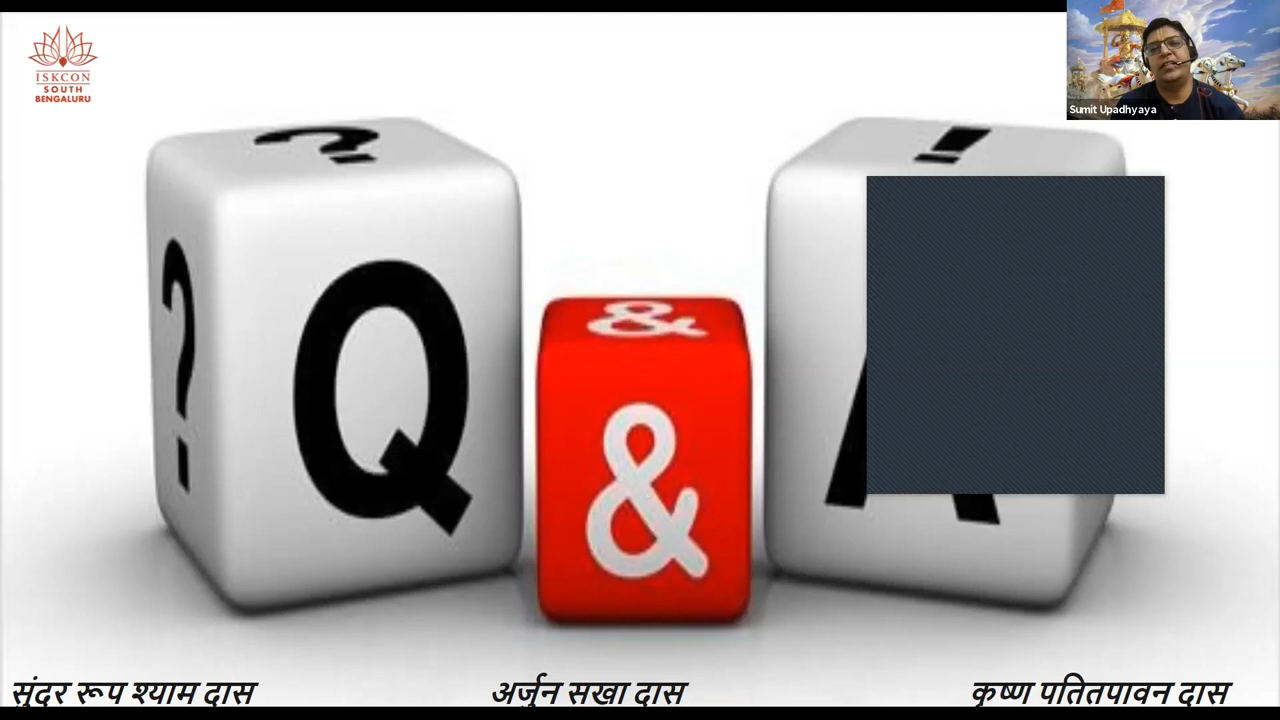 ISKCON
SOUTH
BENGALURU
Sumit Upadhyaya
? !
? Q & &
सुंदर रूप श्याम दास
अर्जुन सखा दास
कृष्ण पतितपावन दास